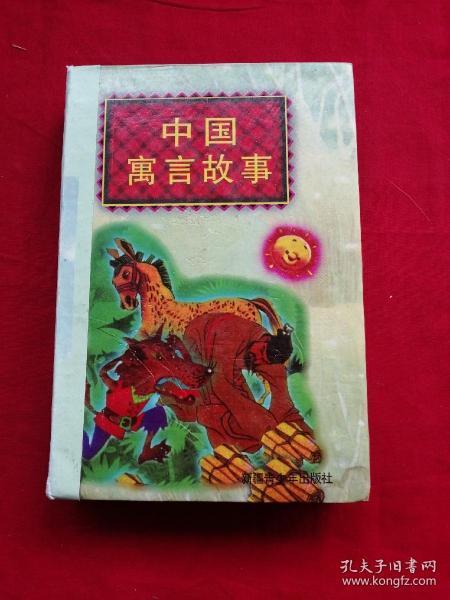 中国
寓言故事
新疆青少年出版社
孔夫子旧书网
www.kongfz.com